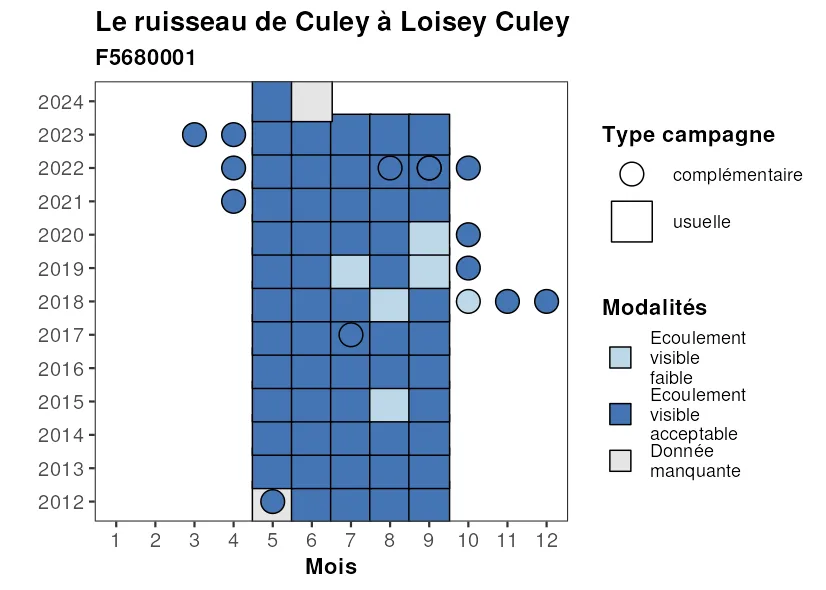 Le ruisseau de Culey à Loisey Culey
F5680001
2024
2023
2022
2021
2020
2019
2018
2017
2016
2015
2014
2013
2012
1 2 3 4 5 6 7 8 9 10 11 12
Mois
Type campagne
complémentaire
usuelle
Modalités
Ecoulement
visible
faible
Ecoulement
visible
acceptable
Donnée
manquante